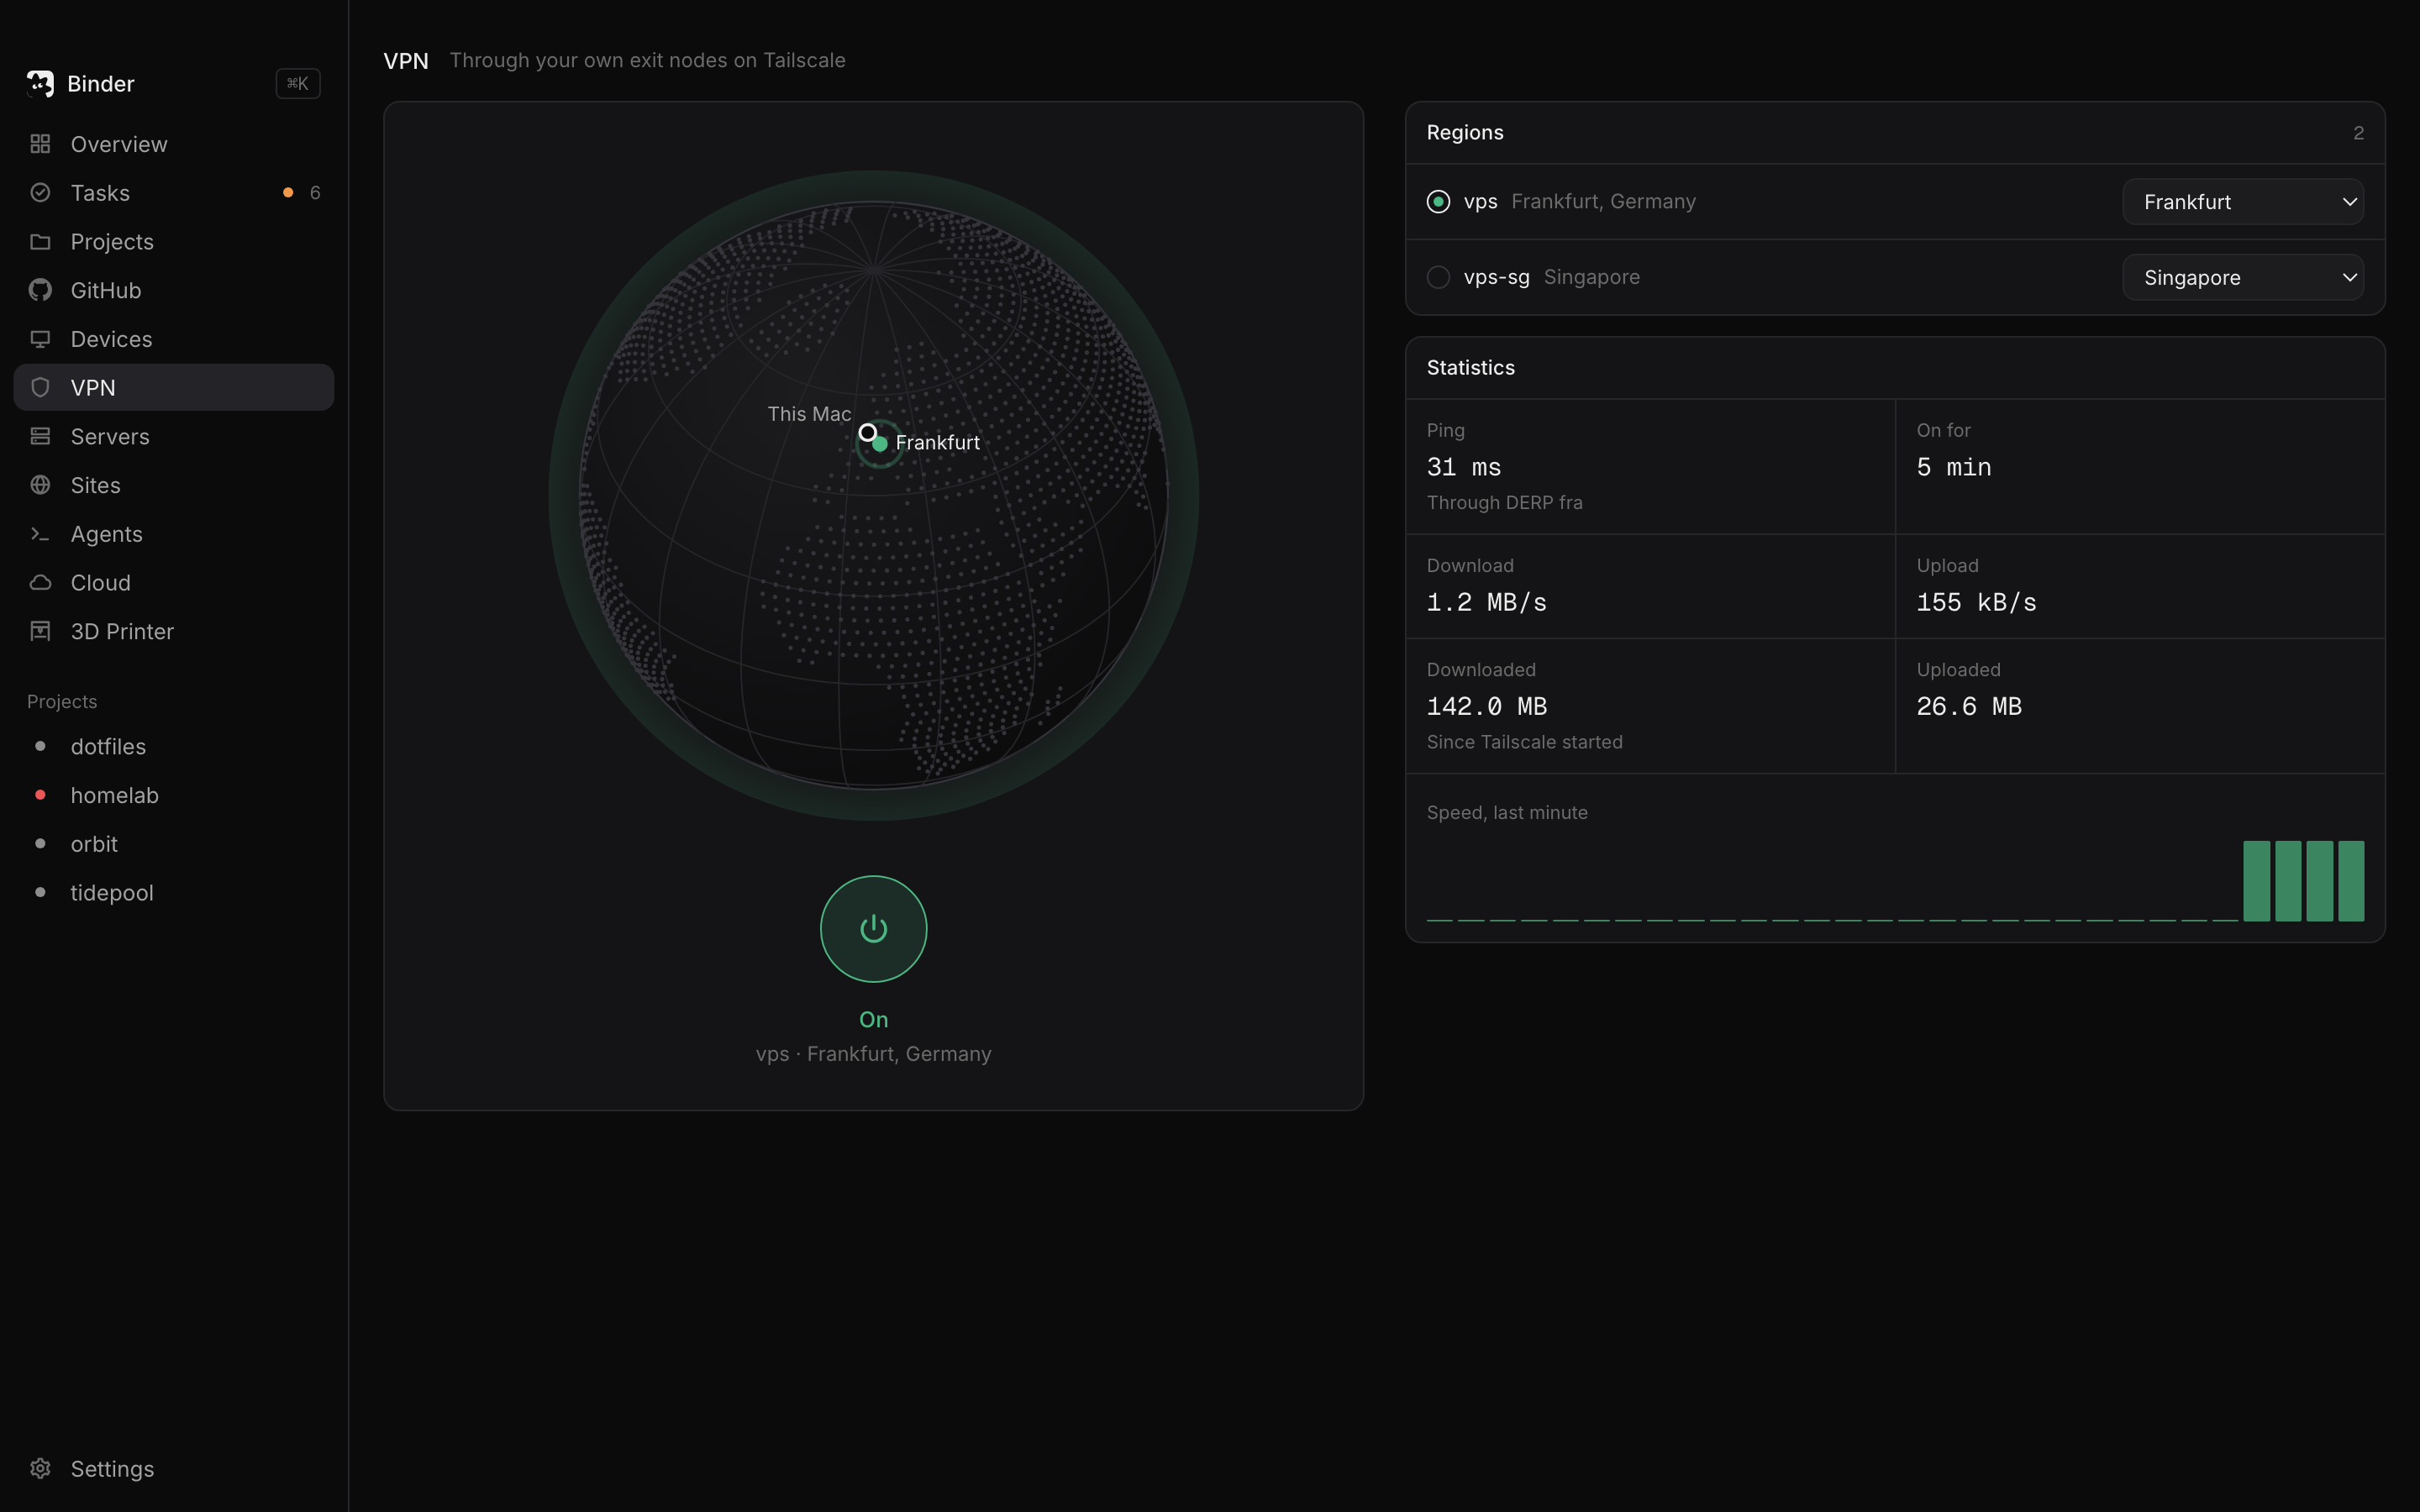 Binder
⌘K
Overview
Tasks 6
Projects
GitHub
Devices
VPN
Servers
Sites
Agents
Cloud
3D Printer
Projects
dotfiles
homelab
orbit
tidepool
Settings
VPN Through your own exit nodes on Tailscale
This Mac
Frankfurt
On
vps · Frankfurt, Germany
Regions 2
vps Frankfurt, Germany Frankfurt
vps-sg Singapore Singapore
Statistics
Ping
31 ms
Through DERP fra
On for
5 min
Download
1.2 MB/s
Upload
155 kB/s
Downloaded
142.0 MB
Since Tailscale started
Uploaded
26.6 MB
Speed, last minute